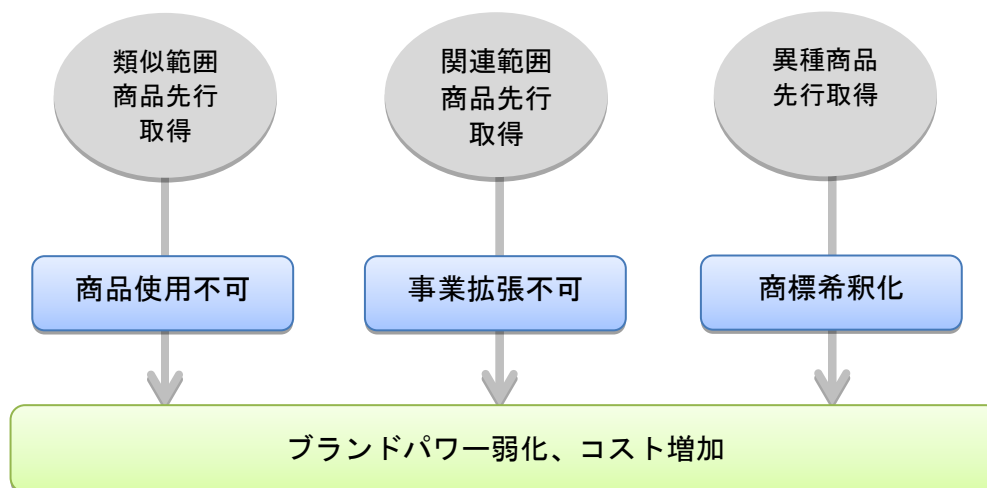 類似範囲
商品先行
取得
関連範囲
商品先行
取得
異種商品
先行取得
商品使用不可
事業拡張不可
商標希釈化
ブランドパワー弱化、コスト増加